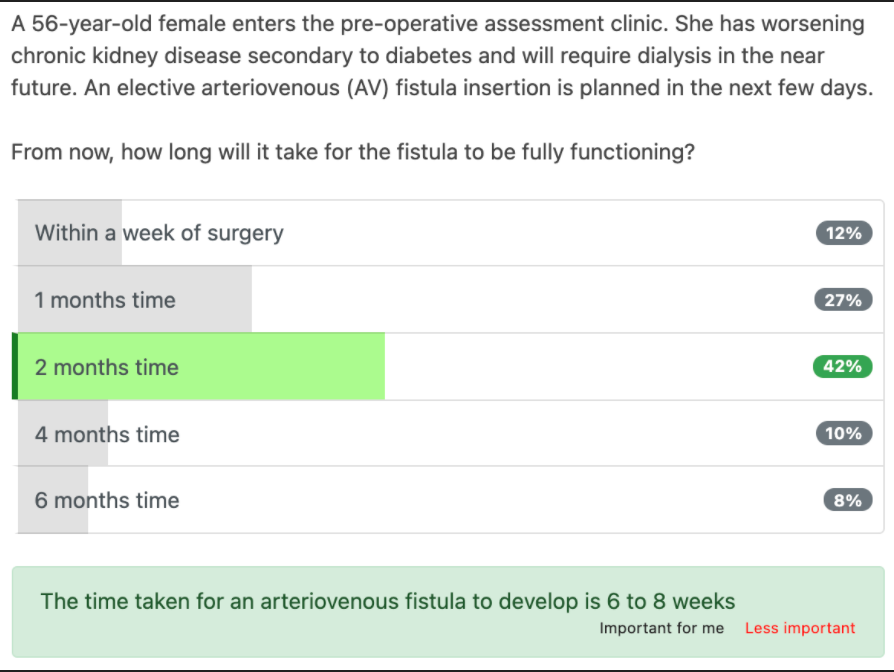 A 56-year-old female enters the pre-operative assessment clinic. She has worsening
chronic kidney disease secondary to diabetes and will require dialysis in the near
future. An elective arteriovenous (AV) fistula insertion is planned in the next few days.
From now, how long will it take for the fistula to be fully functioning?
Within a week of surgery 12%
1 months time 27%
2 months time 42%
4 months time 10%
6 months time 8%
The time taken for an arteriovenous fistula to develop is 6 to 8 weeks
Important for me Less important